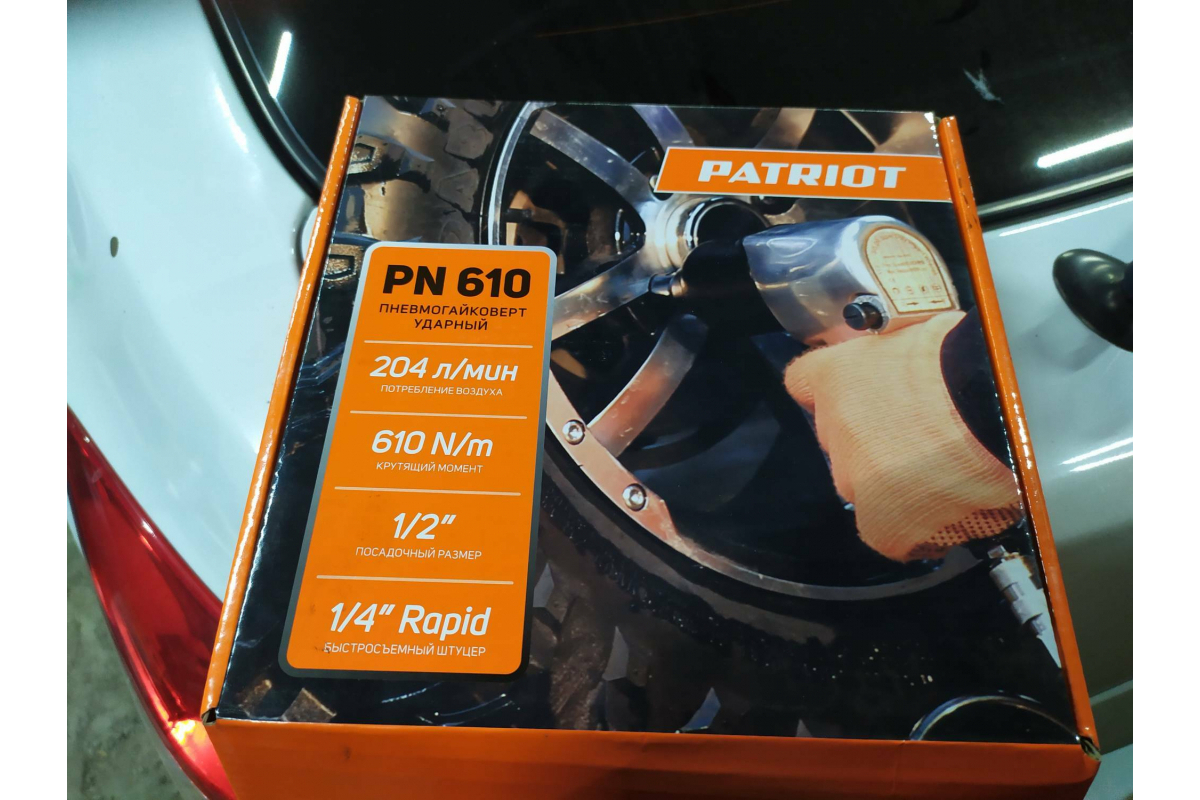 PATRIOT
PN 610
ПНЕВМОГАЙКОВЕРТ
УДАРНЫЙ
204 л/мин
ПОТРЕБЛЕНИЕ ВОЗДУХА
610 N/m
КРУТЯЩИЙ МОМЕНТ
1/2"
ПОСАДОЧНЫЙ РАЗМЕР
1/4" Rapid
БЫСТРОСЪЕМНЫЙ ШТУЦЕР